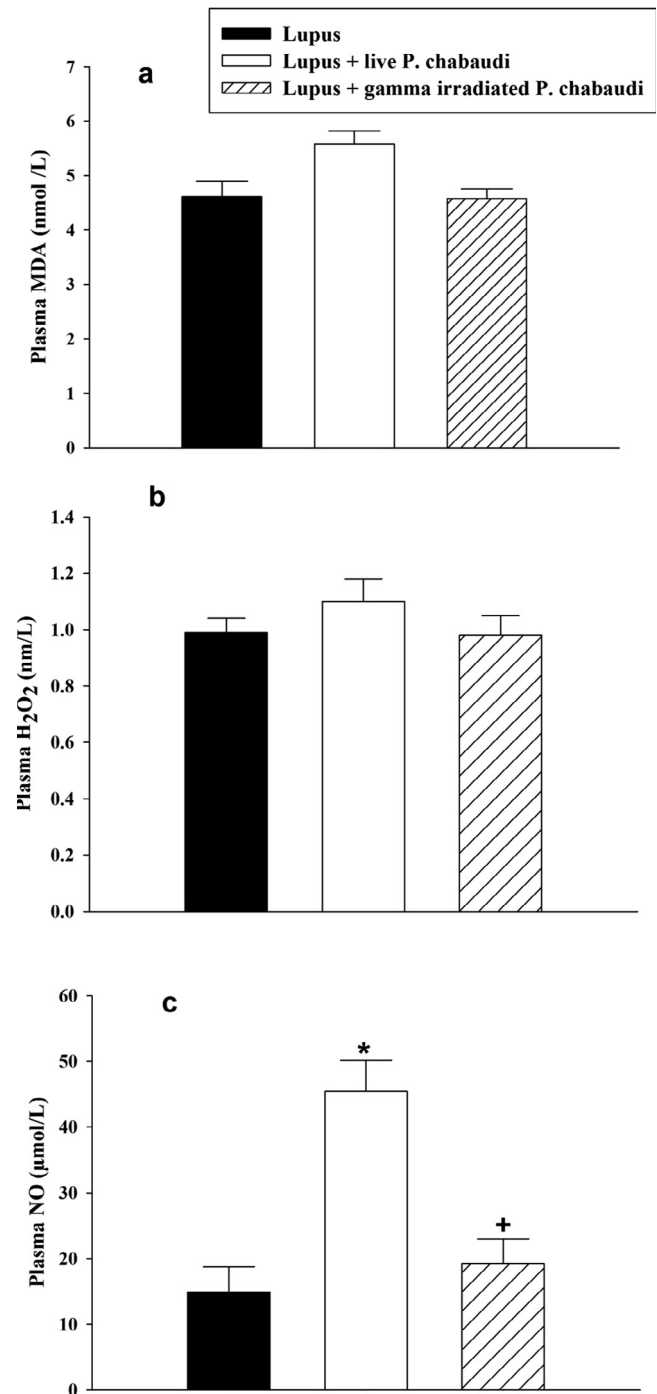 Lupus
Lupus + live P. chabaudi
Lupus + gamma irradiated P. chabaudi
a
7
6
5
4
3
2
1
0
Plasma MDA (nmol /L)
b
1.4
1.2
1.0
0.8
0.6
0.4
0.2
0.0
Plasma H₂O₂ (nm/L)
c
60
50
40
30
20
10
0
Plasma NO (µmol/L)
*
+